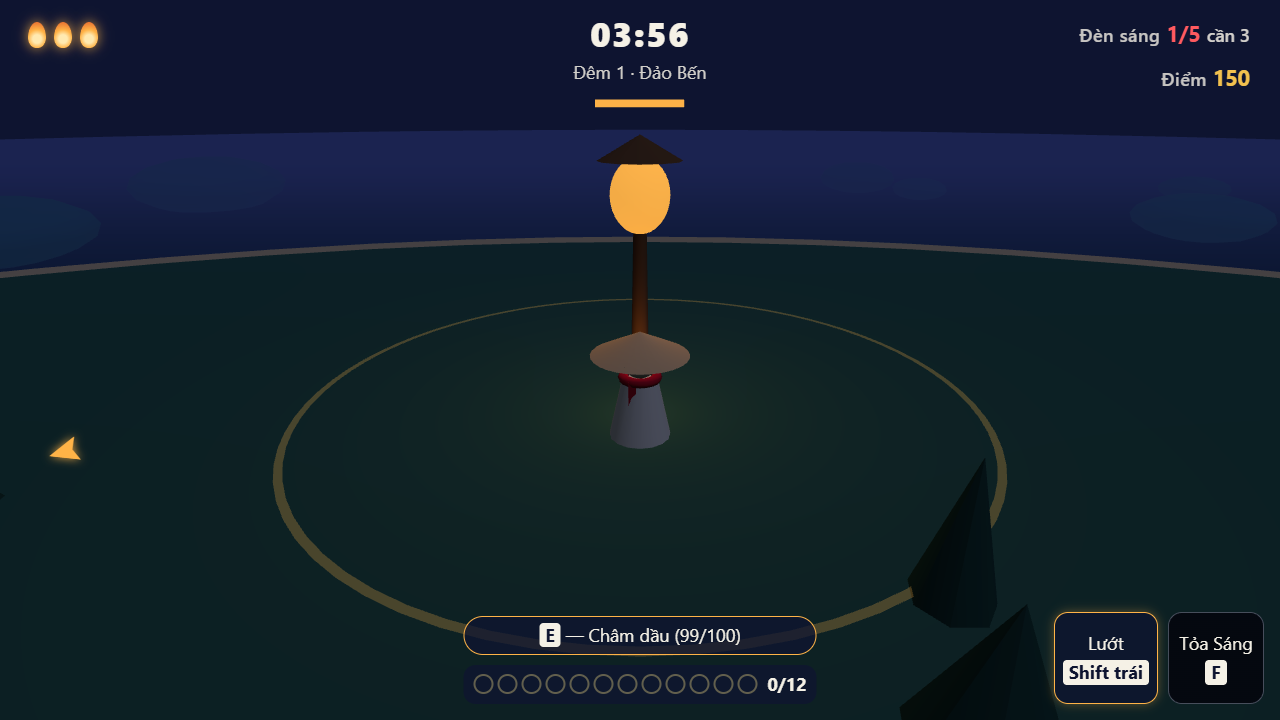 03:56
Đêm 1 · Đảo Bến
Đèn sáng 1/5 cần 3
Điểm 150
E — Châm dầu (99/100)
0/12
Lướt
Shift trái
Tỏa Sáng
F